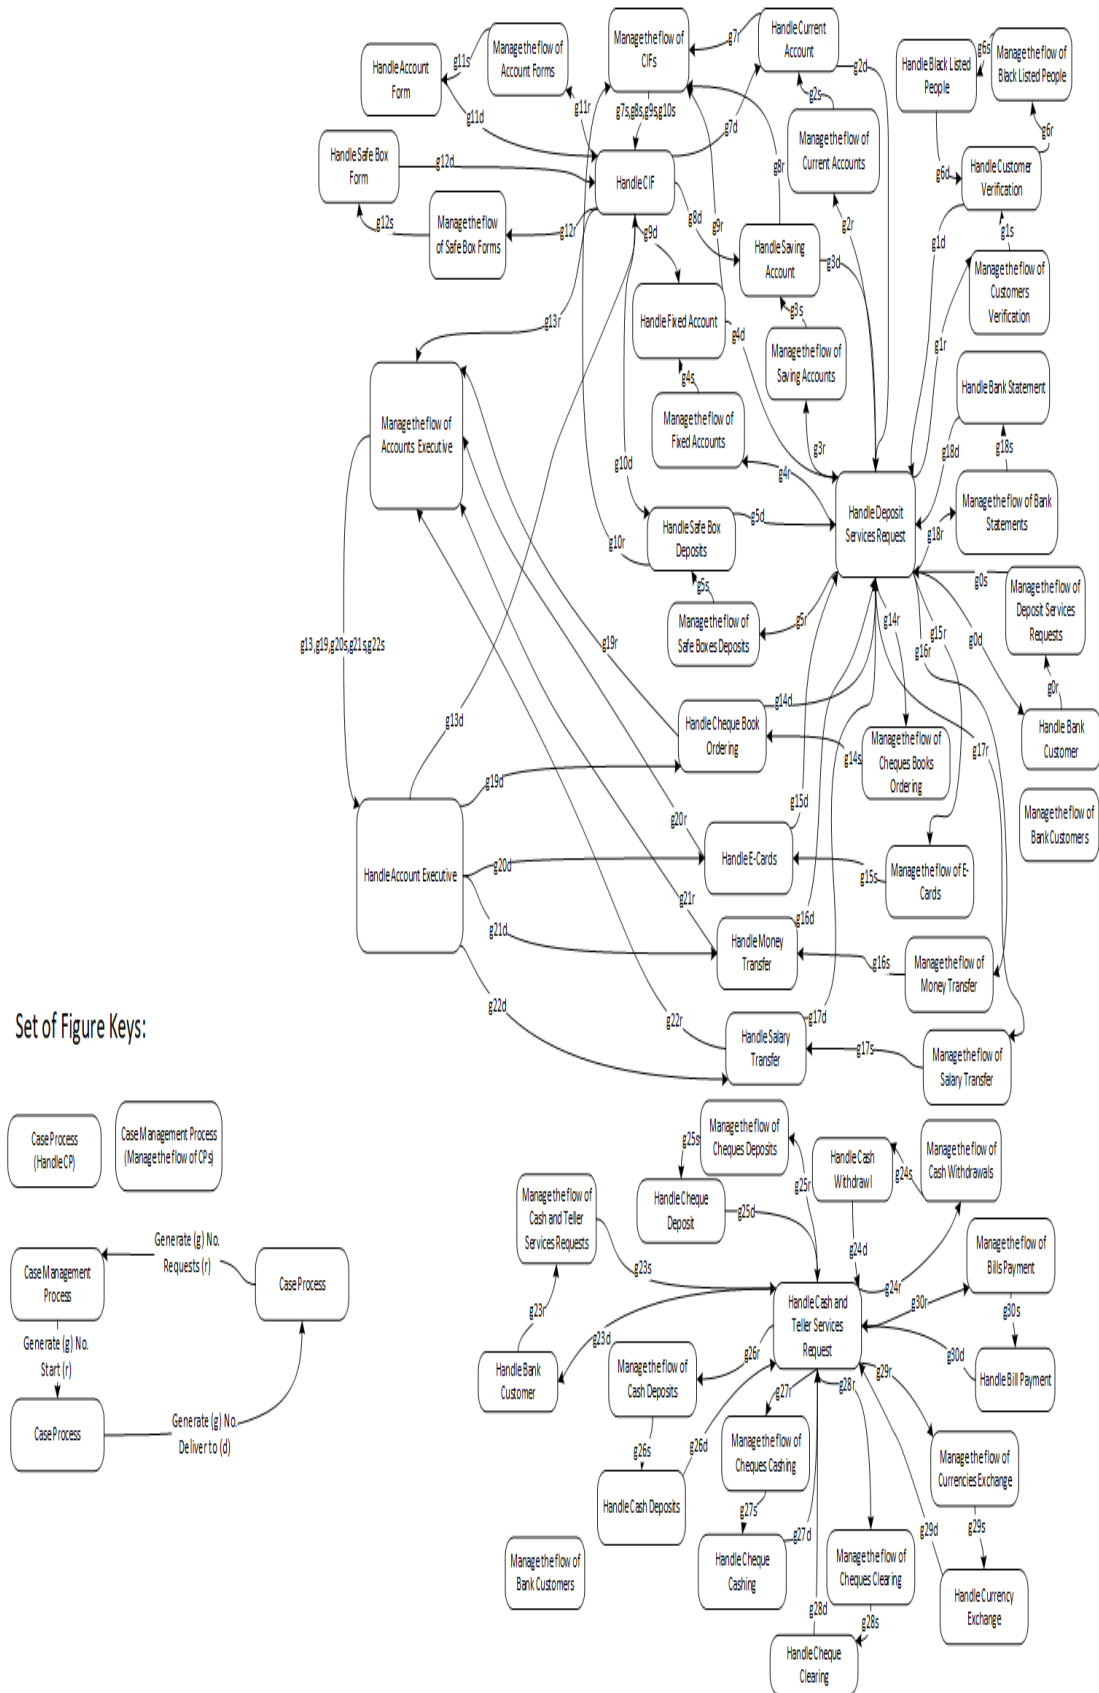 Manage the flow of
CIFs
g7r
Handle Current
Account
g2d
Manage the flow of
Account Forms
g11s
Handle Account
Form
g11r
g11d
g7s,g8s,g9s,g10s
g7d
g2s
Manage the flow of
Current Accounts
Handle Black Listed
People
g6s
Manage the flow of
Black Listed People
g6r
g6d
Handle Customer
Verification
Handle Safe Box
Form
g12d
Handle CIF
g8r
g12s
Manage the flow
of Safe Box Forms
g12r
g9d
g8d
g9r
g2r
Handle Saving
Account
g3d
g1d
g1s
Manage the flow of
Customers
Verification
g13r
Handle Fixed Account
g4d
g3s
Manage the flow of
Saving Accounts
g1r
Manage the flow of
Accounts Executive
g4s
Manage the flow of
Fixed Accounts
Handle Bank Statement
g3r
g18d
g18s
g10d
g4r
Handle Deposit
Services Request
Manage the flow of Bank
Statements
g18r
g10r
Handle Safe Box
Deposits
g5d
g5s
Manage the flow of
Safe Boxes Deposits
g5r
g0s
Manage the flow of
Deposit Services
Requests
g0d
g0r
Handle Bank
Customer
g13,g19,g20s,g21s,g22s
g19r
g14r
g15r
g16r
g13d
Handle Cheque Book
Ordering
g14d
g14s
Manage the flow of
Cheques Books
Ordering
g17r
Manage the flow of
Bank Customers
g19d
g20r
g15d
Handle Account Executive
g20d
Handle E-Cards
g15s
Manage the flow of E-
Cards
g21r
g21d
g16d
Handle Money
Transfer
g16s
Manage the flow of
Money Transfer
g22d
g22r
g17d
Handle Salary
Transfer
g17s
Manage the flow of
Salary Transfer
Set of Figure Keys:
Case Process
(Handle CP)
Case Management Process
(Manage the flow of CPs)
Case Management
Process
Generate (g) No.
Requests (r)
Case Process
Generate (g) No.
Start (r)
Case Process
Generate (g) No.
Deliver to (d)
Manage the flow of
Cheques Deposits
g25s
Handle Cheque
Deposit
g25d
g25r
Handle Cash
Withdrawl
g24s
Manage the flow of
Cash Withdrawals
g24d
g24r
Manage the flow of
Cash and Teller
Services Requests
g23s
g23r
g23d
Handle Bank
Customer
Handle Cash and
Teller Services
Request
Manage the flow of
Bills Payment
g30r
g30s
g30d
Handle Bill Payment
Manage the flow of
Cash Deposits
g26r
g26s
g26d
Handle Cash Deposits
g27r
g28r
g29r
Manage the flow of
Cheques Cashing
g27s
g27d
Handle Cheque
Cashing
Manage the flow of
Currencies Exchange
g29s
g29d
Handle Currency
Exchange
Manage the flow of
Bank Customers
Manage the flow of
Cheques Clearing
g28s
g28d
Handle Cheque
Clearing